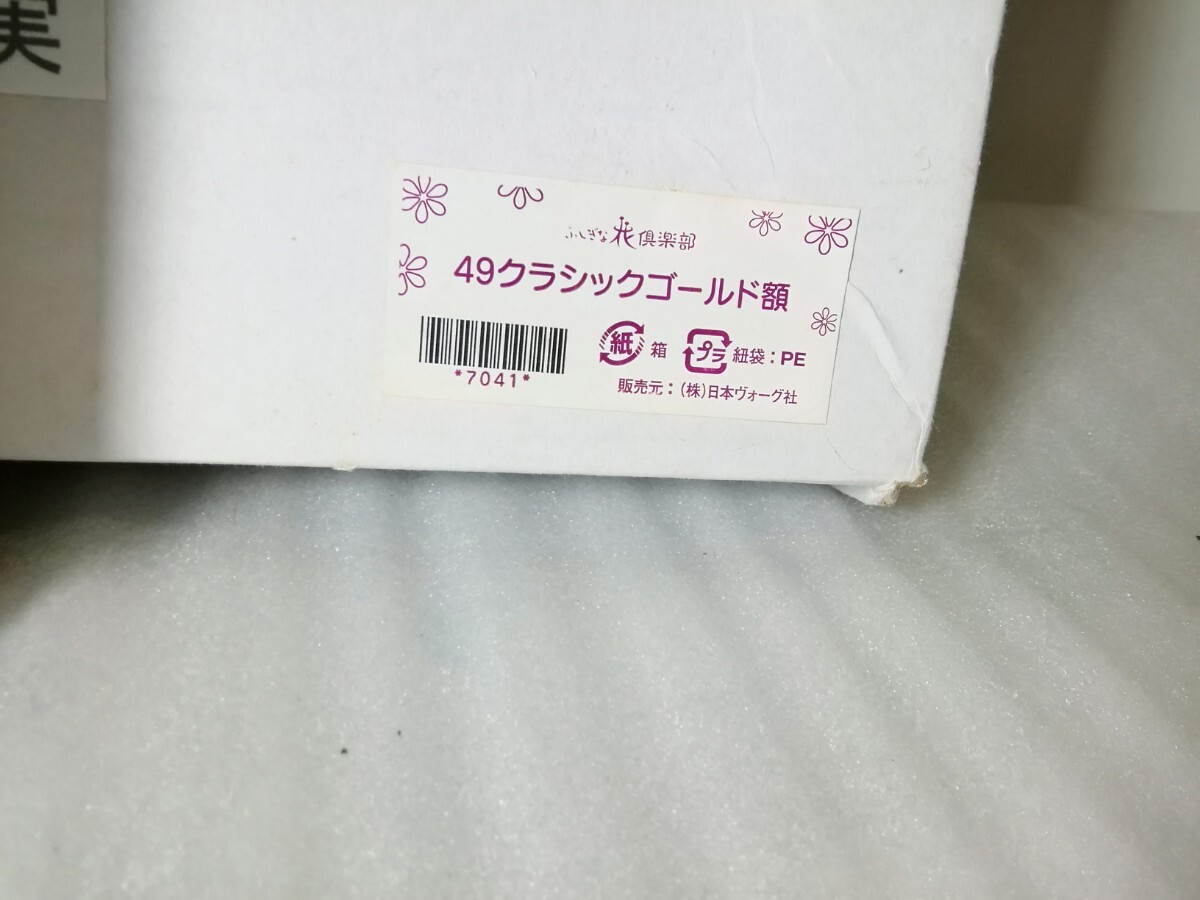 実
ふしぎな花倶楽部
49クラシックゴールド額
紙 箱 プラ 紐袋：PE
*7041*
販売元：(株)日本ヴォーグ社